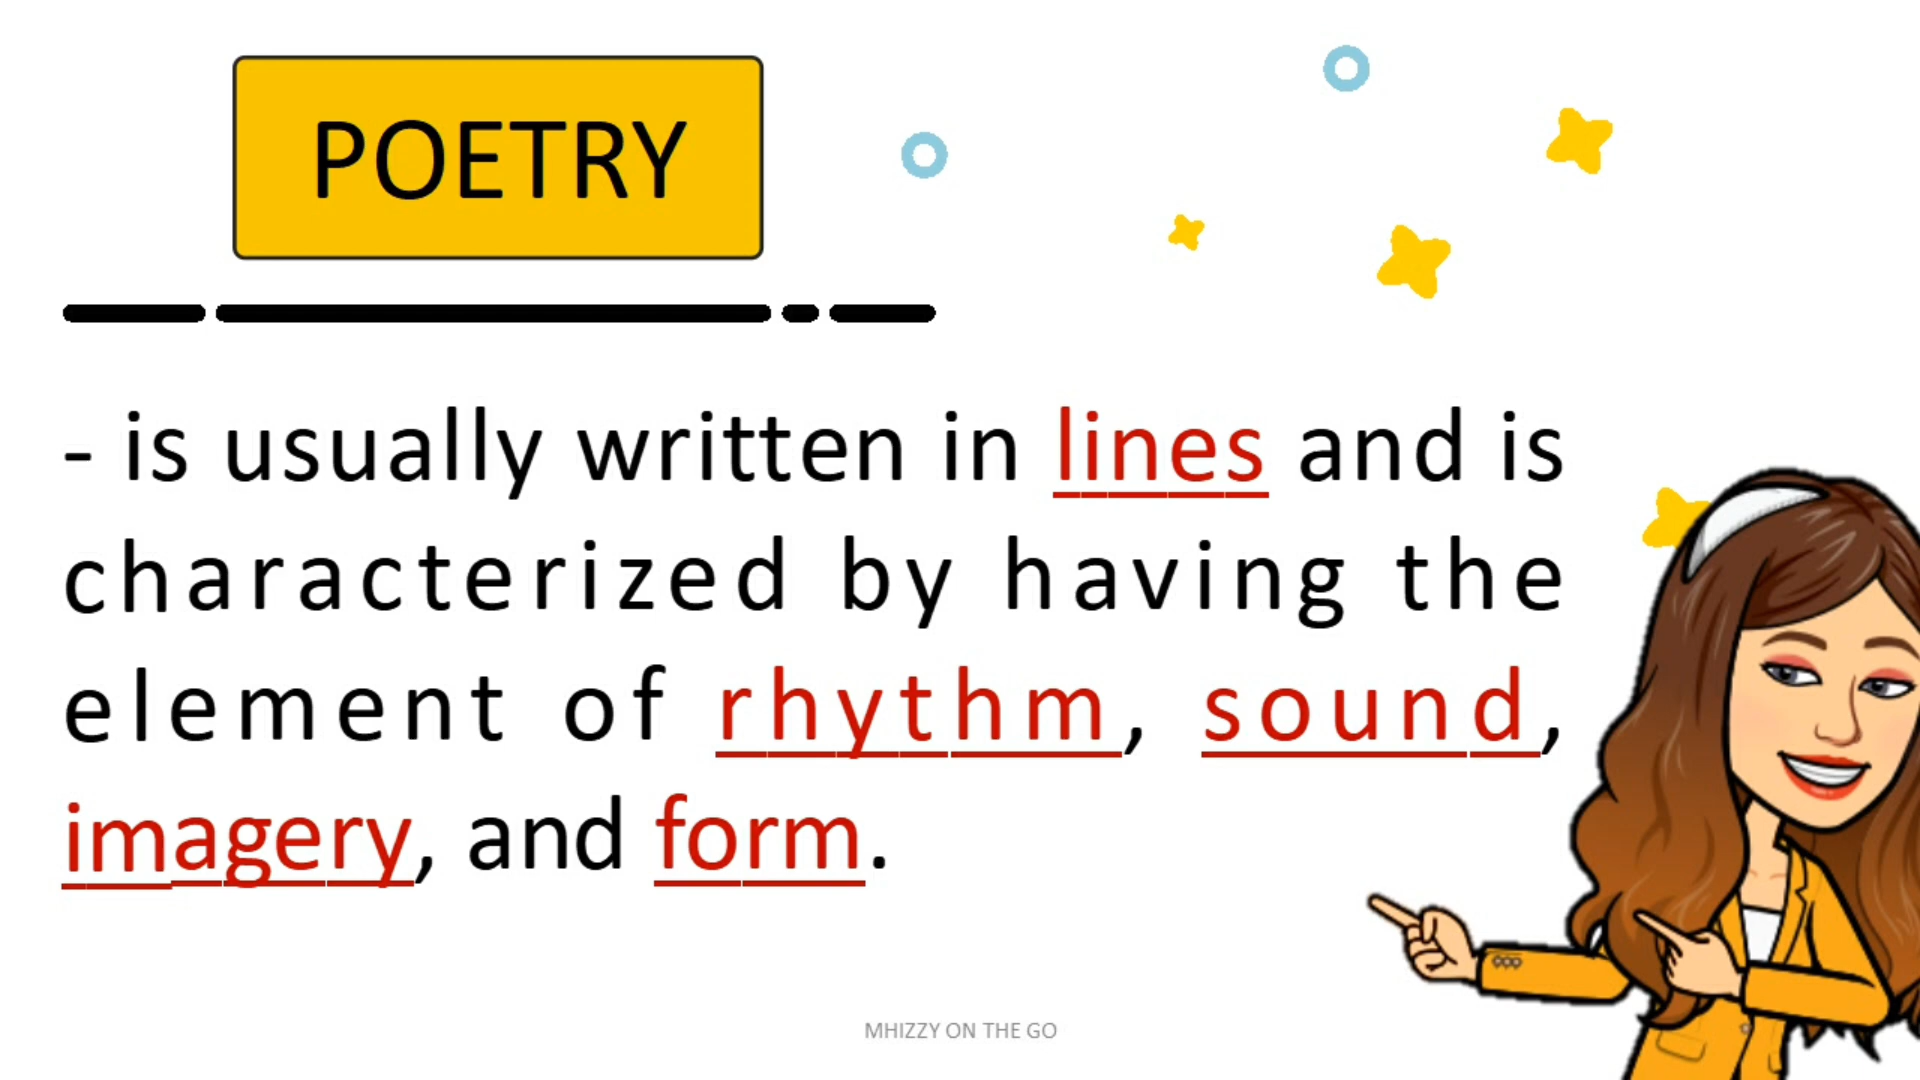 POETRY
- is usually written in lines and is
characterized by having the
element of rhythm, sound,
imagery, and form.
MHIZZY ON THE GO